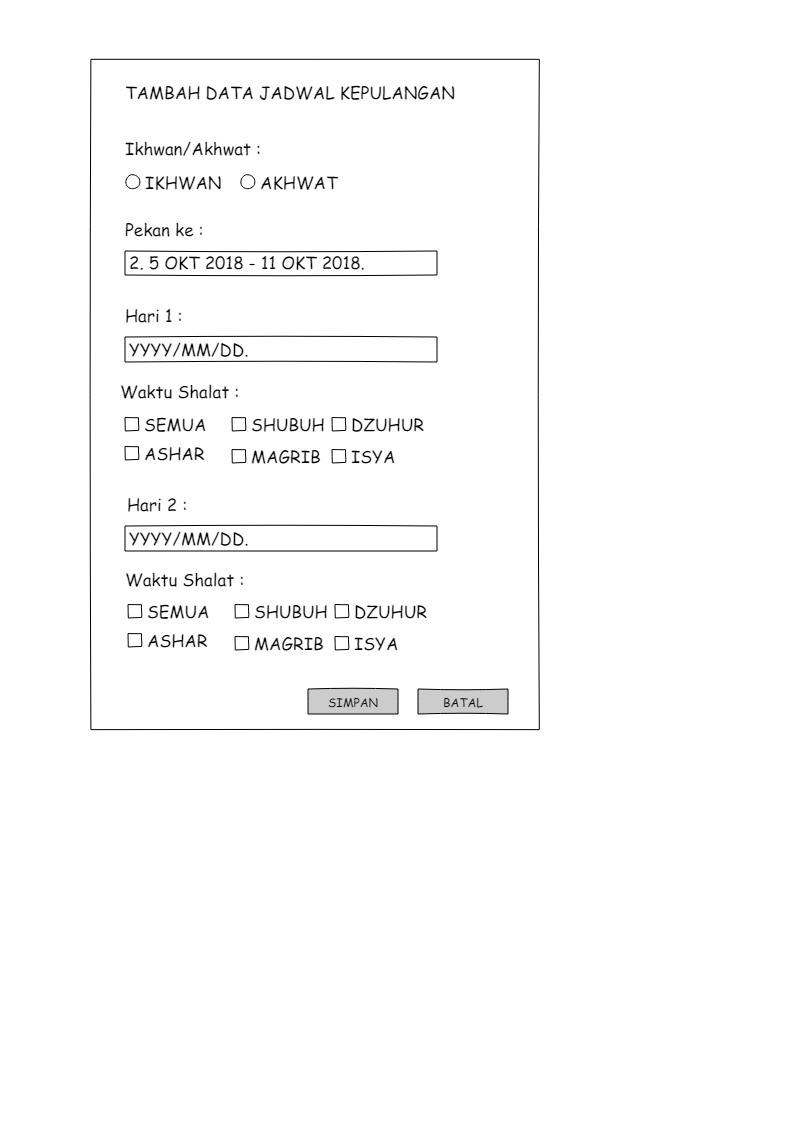 TAMBAH DATA JADWAL KEPULANGAN
Ikhwan/Akhwat :
IKHWAN AKHWAT
Pekan ke :
2. 5 OKT 2018 - 11 OKT 2018.
Hari 1 :
YYYY/MM/DD.
Waktu Shalat :
SEMUA SHUBUH DZUHUR
ASHAR MAGRIB ISYA
Hari 2 :
YYYY/MM/DD.
Waktu Shalat :
SEMUA SHUBUH DZUHUR
ASHAR MAGRIB ISYA
SIMPAN BATAL